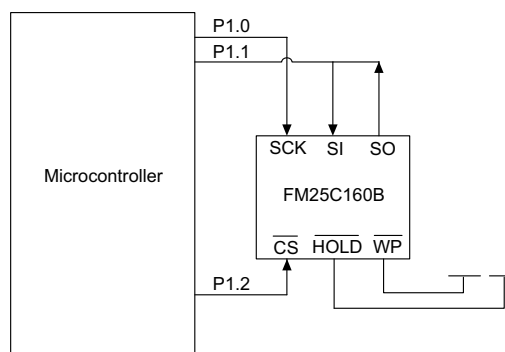 P1.0
P1.1
SCK SI SO
Microcontroller
FM25C160B
CS HOLD WP
P1.2